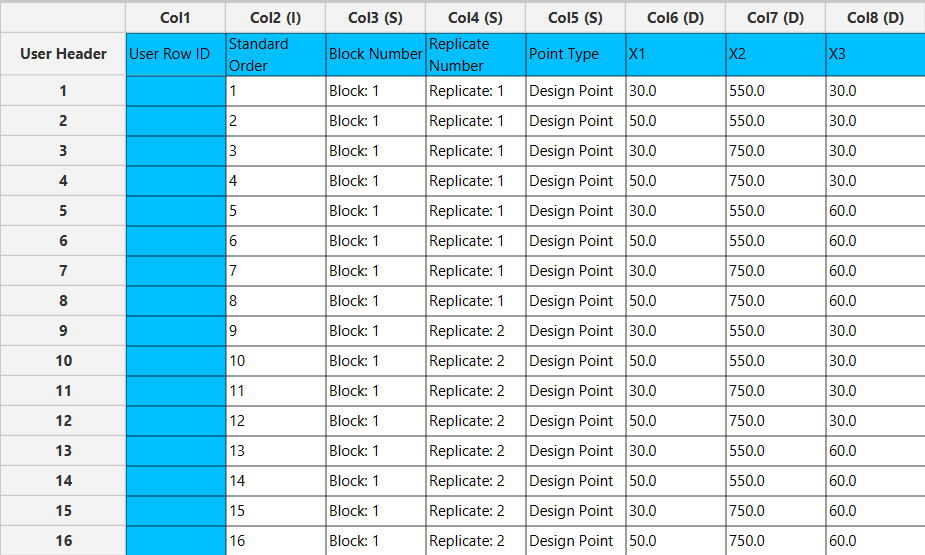 Col1 Col2 (I) Col3 (S) Col4 (S) Col5 (S) Col6 (D) Col7 (D) Col8 (D)
User Header User Row ID Standard Order Block Number Replicate Number Point Type X1 X2 X3
1 1 Block: 1 Replicate: 1 Design Point 30.0 550.0 30.0
2 2 Block: 1 Replicate: 1 Design Point 50.0 550.0 30.0
3 3 Block: 1 Replicate: 1 Design Point 30.0 750.0 30.0
4 4 Block: 1 Replicate: 1 Design Point 50.0 750.0 30.0
5 5 Block: 1 Replicate: 1 Design Point 30.0 550.0 60.0
6 6 Block: 1 Replicate: 1 Design Point 50.0 550.0 60.0
7 7 Block: 1 Replicate: 1 Design Point 30.0 750.0 60.0
8 8 Block: 1 Replicate: 1 Design Point 50.0 750.0 60.0
9 9 Block: 1 Replicate: 2 Design Point 30.0 550.0 30.0
10 10 Block: 1 Replicate: 2 Design Point 50.0 550.0 30.0
11 11 Block: 1 Replicate: 2 Design Point 30.0 750.0 30.0
12 12 Block: 1 Replicate: 2 Design Point 50.0 750.0 30.0
13 13 Block: 1 Replicate: 2 Design Point 30.0 550.0 60.0
14 14 Block: 1 Replicate: 2 Design Point 50.0 550.0 60.0
15 15 Block: 1 Replicate: 2 Design Point 30.0 750.0 60.0
16 16 Block: 1 Replicate: 2 Design Point 50.0 750.0 60.0